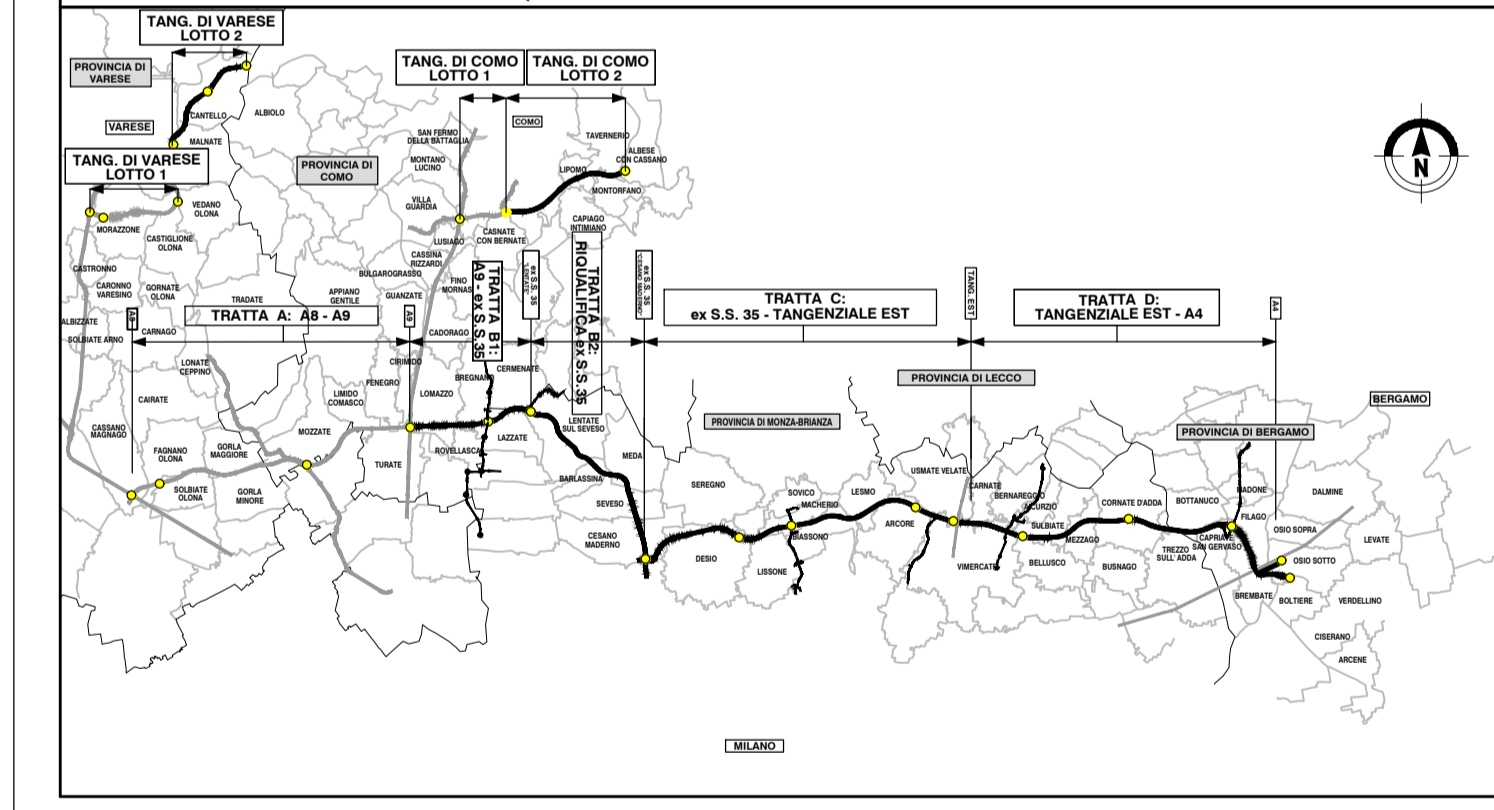 TANG. DI VARESE
LOTTO 2
PROVINCIA DI
VARESE
CANTELLO
ALBIOLO
VARESE
MALNATE
TANG. DI VARESE
LOTTO 1
VEDANO
OLONA
MORAZZONE
CASTIGLIONE
OLONA
PROVINCIA DI
COMO
TANG. DI COMO
LOTTO 1
TANG. DI COMO
LOTTO 2
COMO
SAN FERMO
DELLA BATTAGLIA
MONTANO
LUCINO
VILLA
GUARDIA
TAVERNERIO
ALBESE
CON CASSANO
LIPOMO
MONTORFANO
CAPIAGO
INTIMIANO
CASNATE
CON BERNATE
LUSIAGO
CASSINA
RIZZARDI
BULGAROGRASSO
FINO
MORNAS
GUANZATE
APPIANO
GENTILE
CADORAGO
CASTRONNO
CARONNO
VARESINO
GORNATE
OLONA
TRADATE
ALBIZZATE
CARNAGO
SOLBIATE ARNO
A8
TRATTA A: A8 - A9
A9
TRATTA B1:
A9 - ex S.S.35
ex S.S. 35
"LENTATE"
TRATTA B2:
RIQUALIFICA ex S.S.35
ex S.S. 35
"CESANO MADERNO"
TRATTA C:
ex S.S. 35 - TANGENZIALE EST
TANG. EST
TRATTA D:
TANGENZIALE EST - A4
A4
N
LONATE
CEPPINO
CIRIMIDO
FENEGRO
BREGNANO
CERMENATE
LIMIDO
COMASCO
LOMAZZO
CAIRATE
CASSANO
MAGNAGO
FAGNANO
OLONA
GORLA
MAGGIORE
MOZZATE
SOLBIATE
OLONA
GORLA
MINORE
TURATE
ROVELLASCA
LAZZATE
LENTATE
SUL SEVESO
MEDA
BARLASSINA
SEVESO
CESANO
MADERNO
PROVINCIA DI MONZA-BRIANZA
PROVINCIA DI LECCO
BERGAMO
PROVINCIA DI BERGAMO
SEREGNO
DESIO
SOVICO
MACHERIO
BIASSONO
LISSONE
LESMO
ARCORE
USMATE VELATE
CARNATE
BERNAREGGIO
AICURZIO
SULBIATE
MEZZAGO
VIMERCATE
BELLUSCO
CORNATE D'ADDA
BUSNAGO
BOTTANUCO
TREZZO
SULL' ADDA
MADONE
FILAGO
CAPRIATE
SAN GERVASO
DALMINE
OSIO SOPRA
OSIO SOTTO
LEVATE
BREMBATE
BOLTIERE
VERDELLINO
CISERANO
ARCENE
MILANO